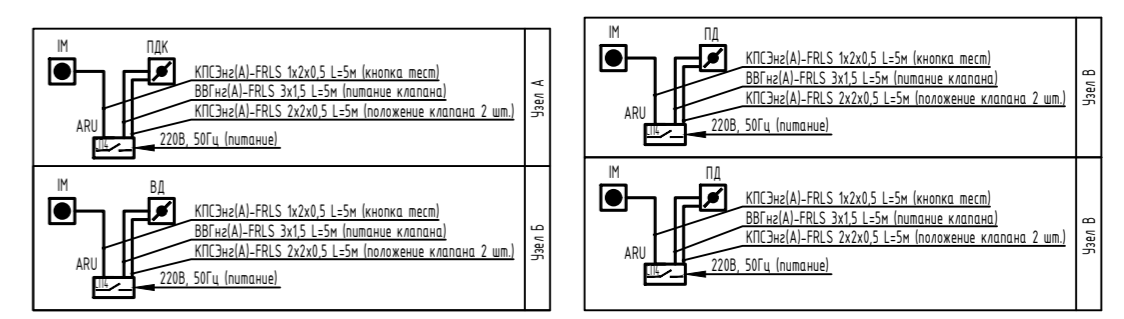 IM ПДК
КПСЭнг(А)-FRLS 1х2х0,5 L=5м (кнопка тест)
ВВГнг(А)-FRLS 3х1,5 L=5м (питание клапана)
КПСЭнг(А)-FRLS 2х2х0,5 L=5м (положение клапана 2 шт.)
ARU
220В, 50Гц (питание)
Узел А
IM ВД
КПСЭнг(А)-FRLS 1х2х0,5 L=5м (кнопка тест)
ВВГнг(А)-FRLS 3х1,5 L=5м (питание клапана)
КПСЭнг(А)-FRLS 2х2х0,5 L=5м (положение клапана 2 шт.)
ARU
220В, 50Гц (питание)
Узел Б
IM ПД
КПСЭнг(А)-FRLS 1х2х0,5 L=5м (кнопка тест)
ВВГнг(А)-FRLS 3х1,5 L=5м (питание клапана)
КПСЭнг(А)-FRLS 2х2х0,5 L=5м (положение клапана 2 шт.)
ARU
220В, 50Гц (питание)
Узел В
IM ПД
КПСЭнг(А)-FRLS 1х2х0,5 L=5м (кнопка тест)
ВВГнг(А)-FRLS 3х1,5 L=5м (питание клапана)
КПСЭнг(А)-FRLS 2х2х0,5 L=5м (положение клапана 2 шт.)
ARU
220В, 50Гц (питание)
Узел В